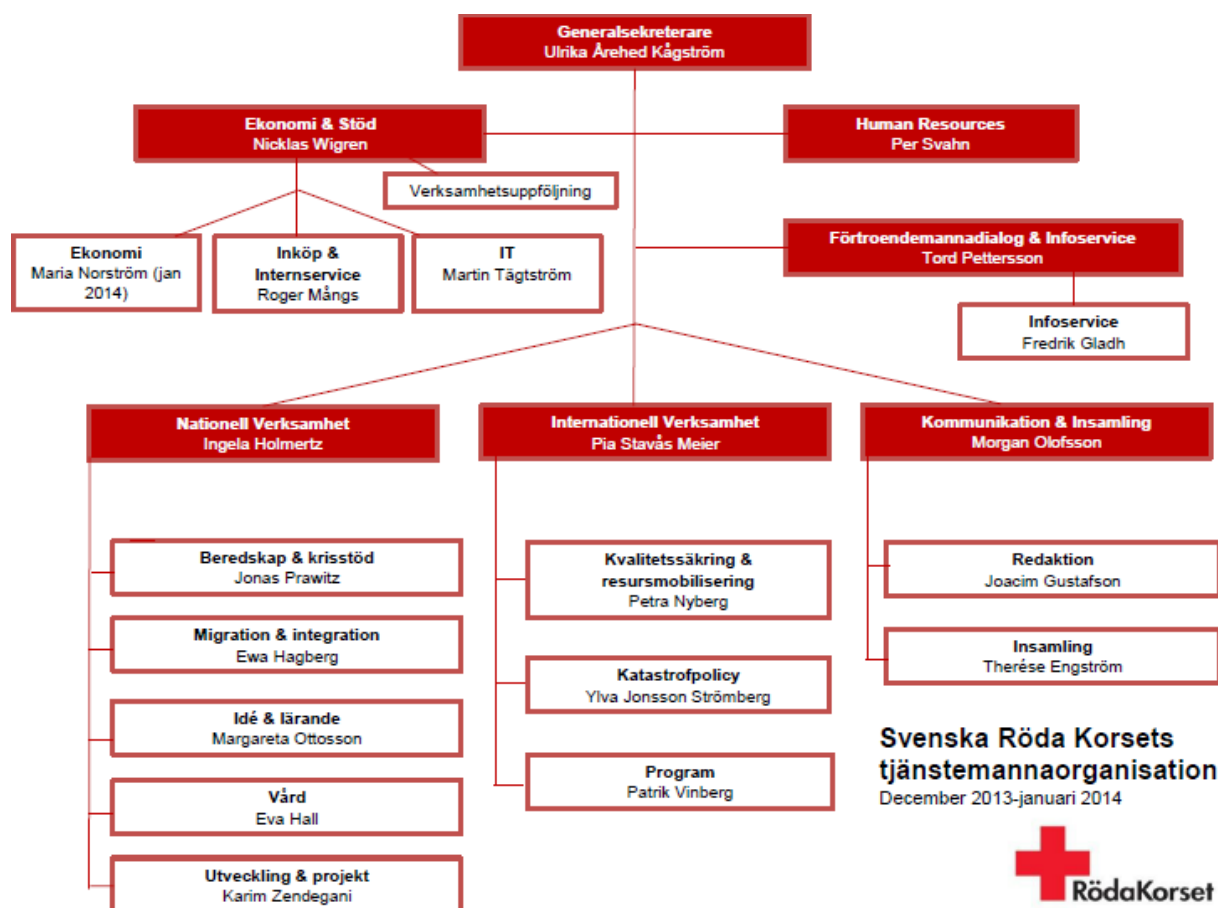 Generalsekreterare
Ulrika Årehed Kågström
Ekonomi & Stöd
Nicklas Wigren
Human Resources
Per Svahn
Verksamhetsuppföljning
Ekonomi
Maria Norström (jan
2014)
Inköp &
Internservice
Roger Mångs
IT
Martin Tägtström
Förtroendemannadialog & Infoservice
Tord Pettersson
Infoservice
Fredrik Gladh
Nationell Verksamhet
Ingela Holmertz
Internationell Verksamhet
Pia Stavås Meier
Kommunikation & Insamling
Morgan Olofsson
Beredskap & krisstöd
Jonas Prawitz
Migration & integration
Ewa Hagberg
Idé & lärande
Margareta Ottosson
Vård
Eva Hall
Utveckling & projekt
Karim Zendegani
Kvalitetssäkring &
resursmobilisering
Petra Nyberg
Katastrofpolicy
Ylva Jonsson Strömberg
Program
Patrik Vinberg
Redaktion
Joacim Gustafson
Insamling
Therése Engström
Svenska Röda Korsets
tjänstemannaorganisation
December 2013-januari 2014
RödaKorset